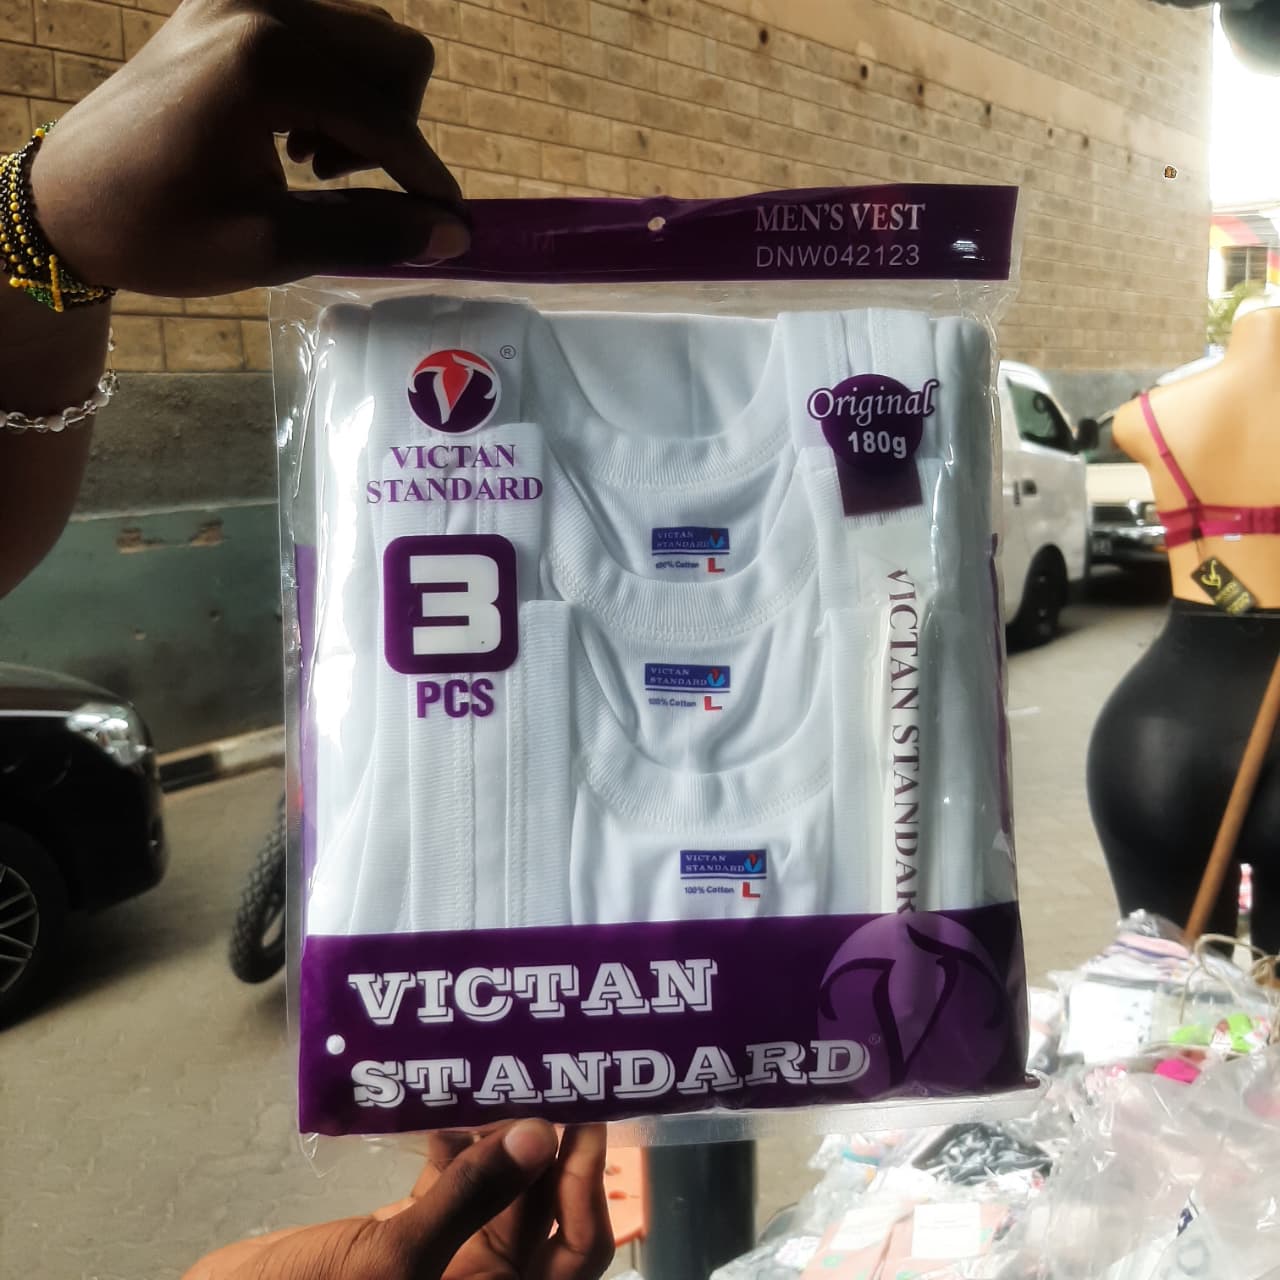 MEN'S VEST
DNW042123
®
VICTAN
STANDARD
Original
180g
3
PCS
VICTAN
STANDARD
100% Cotton L
VICTAN
STANDARD
100% Cotton L
VICTAN
STANDARD
100% Cotton L
VICTAN STANDAR
VICTAN
STANDARD®